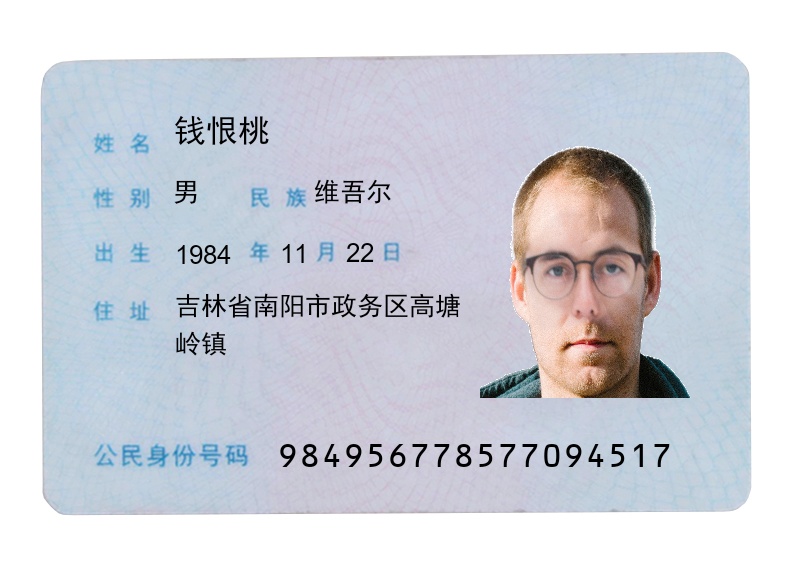 姓名 钱恨桃
性别 男 民族 维吾尔
出生 1984 年 11 月 22 日
住址 吉林省南阳市政务区高塘
岭镇
公民身份号码 984956778577094517